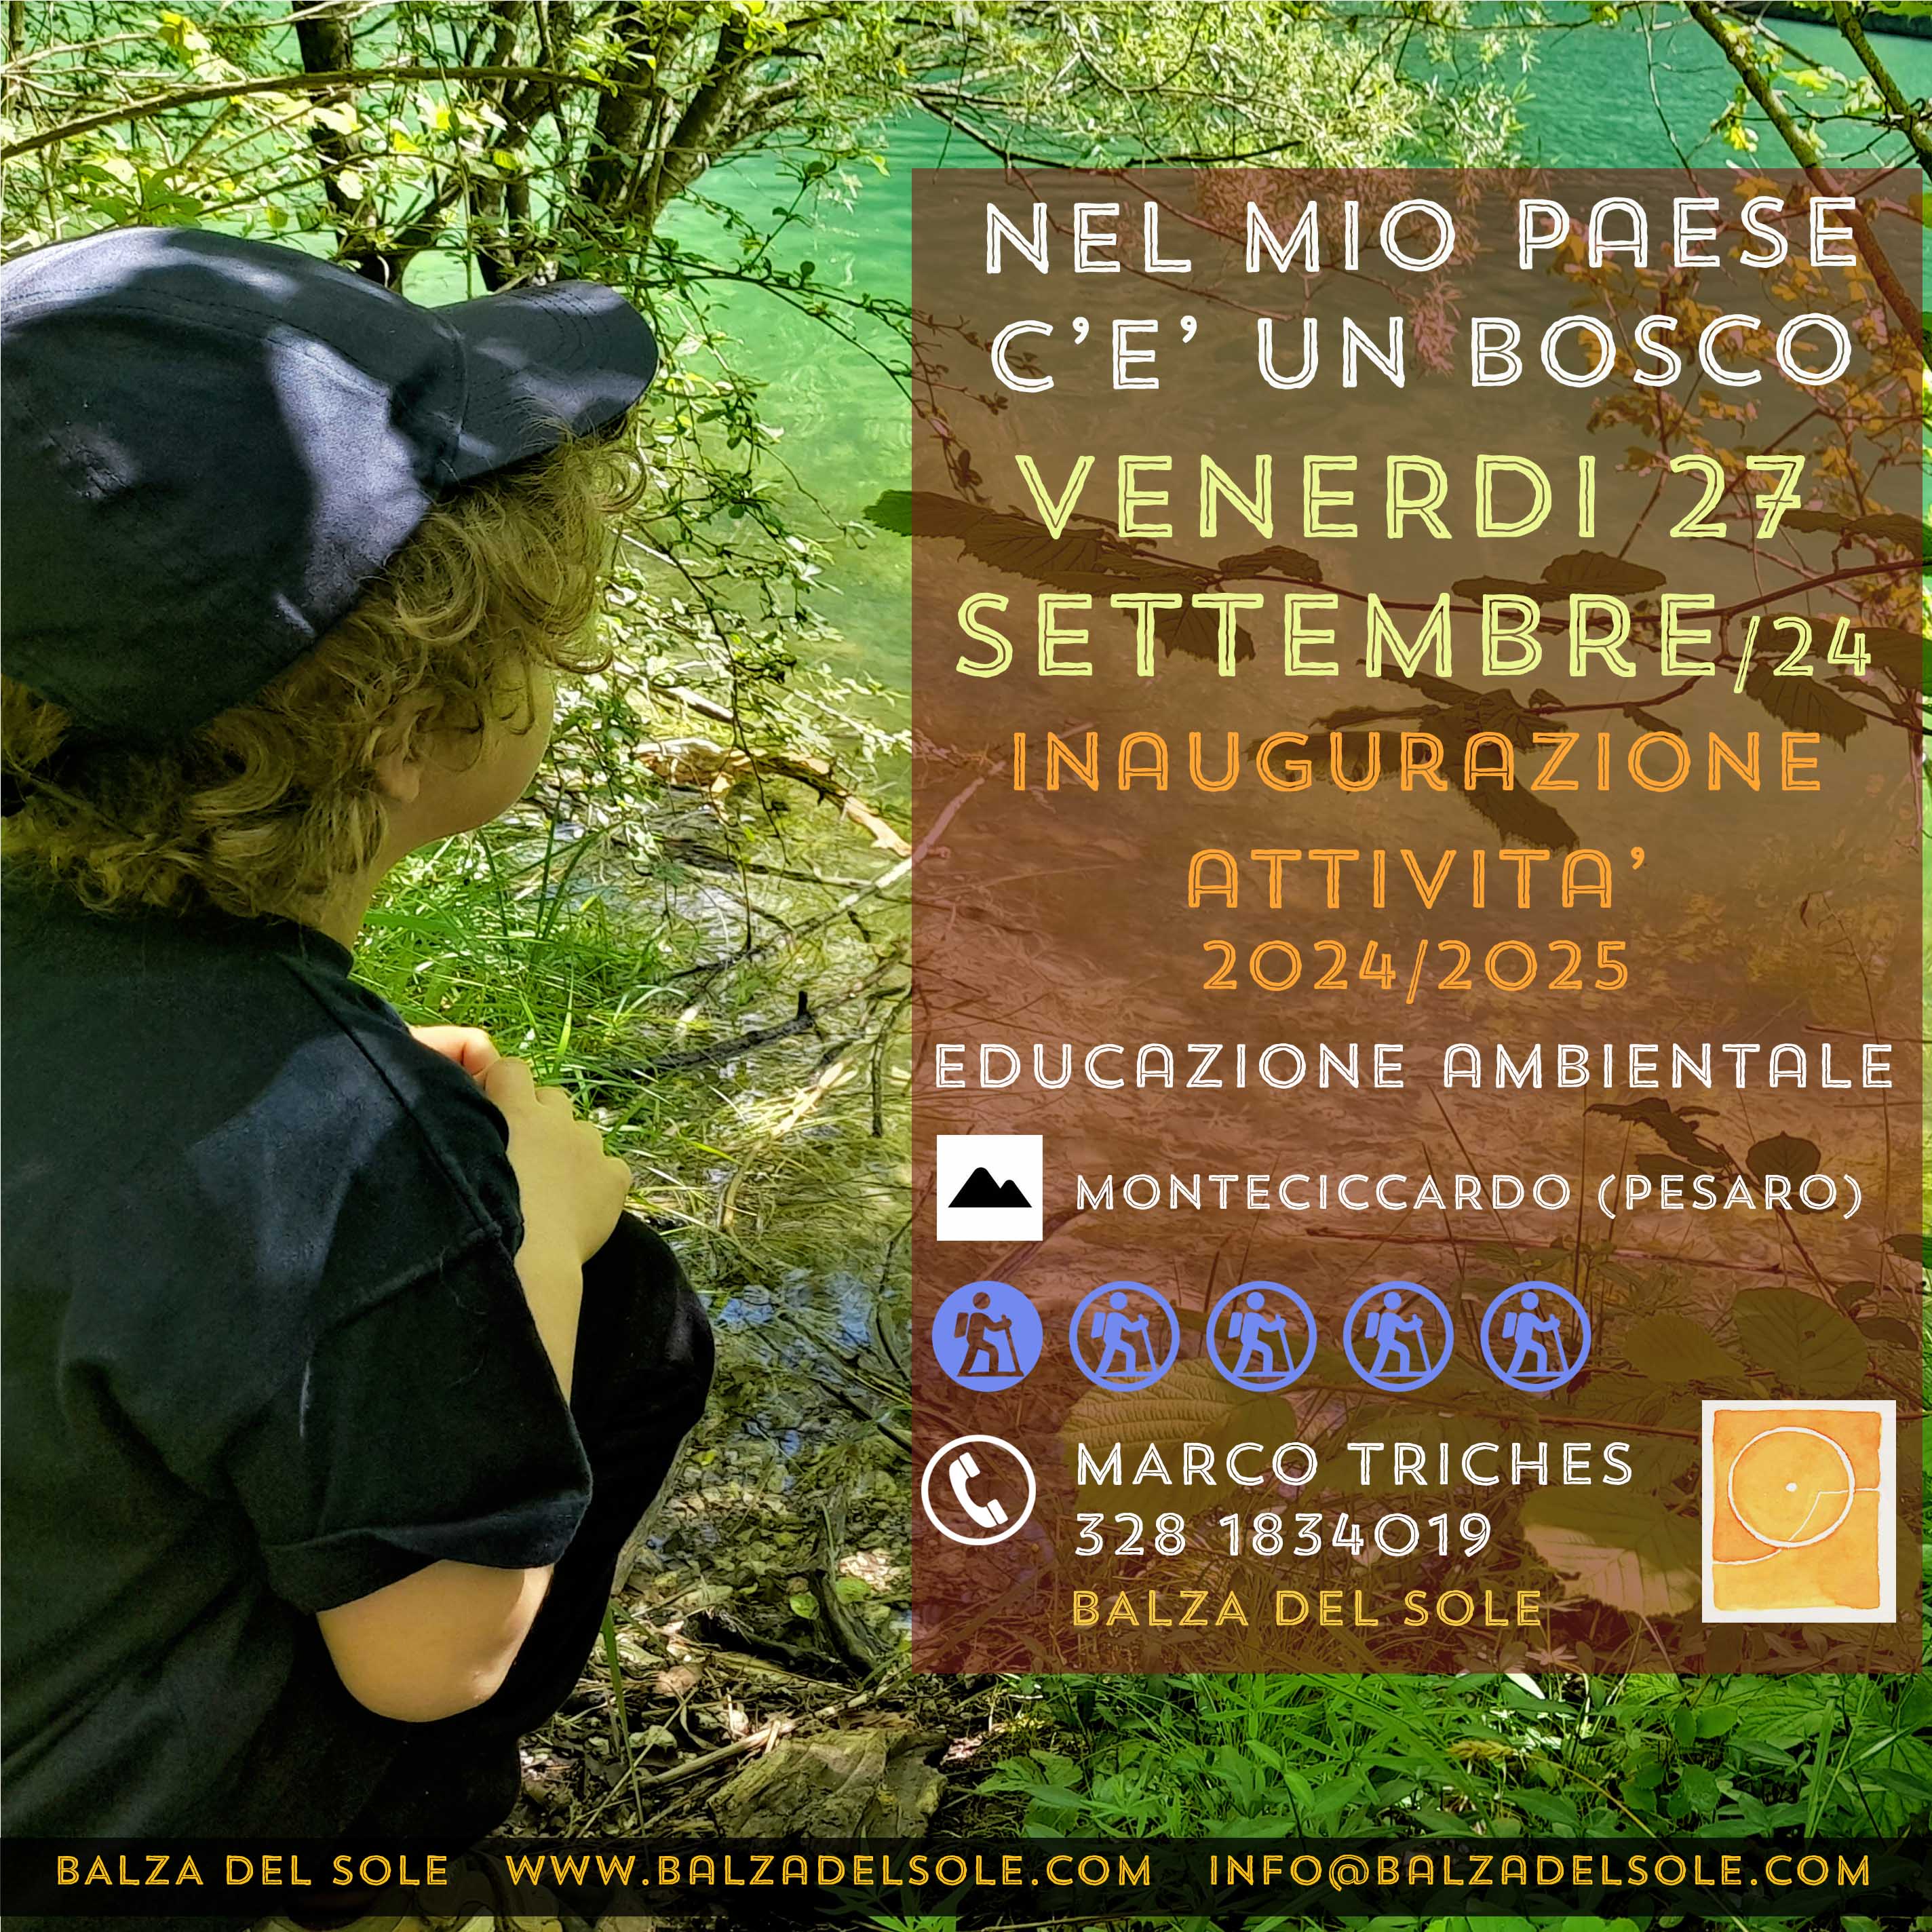 NEL MIO PAESE
C'E' UN BOSCO
VENERDI 27
SETTEMBRE/24
INAUGURAZIONE
ATTIVITA'
2024/2025
EDUCAZIONE AMBIENTALE
MONTECICCARDO (PESARO)
MARCO TRICHES
328 1834019
BALZA DEL SOLE
BALZA DEL SOLE WWW.BALZADELSOLE.COM INFO@BALZADELSOLE.COM